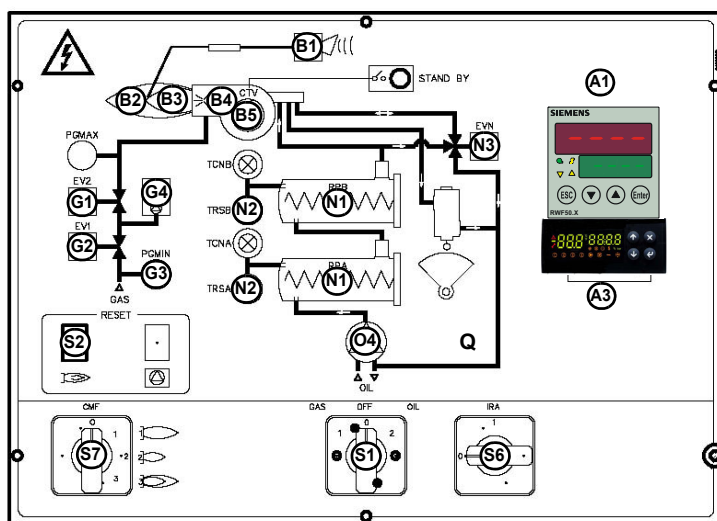 B1
A1
STAND BY
CTV
B2
B3
B4
B5
SIEMENS
ESC
Enter
RWF50.X
PGMAX
EVN
N3
EV2
G1
G4
TCNB
TRSB
N2
N1
EV1
G2
PGMIN
G3
GAS
TCNA
TRSA
N2
N1
A3
RESET
S2
O4
OIL
Q
CMF
0
1
2
3
S7
GAS
OFF
OIL
0
1
2
S1
IRA
1
0
S6